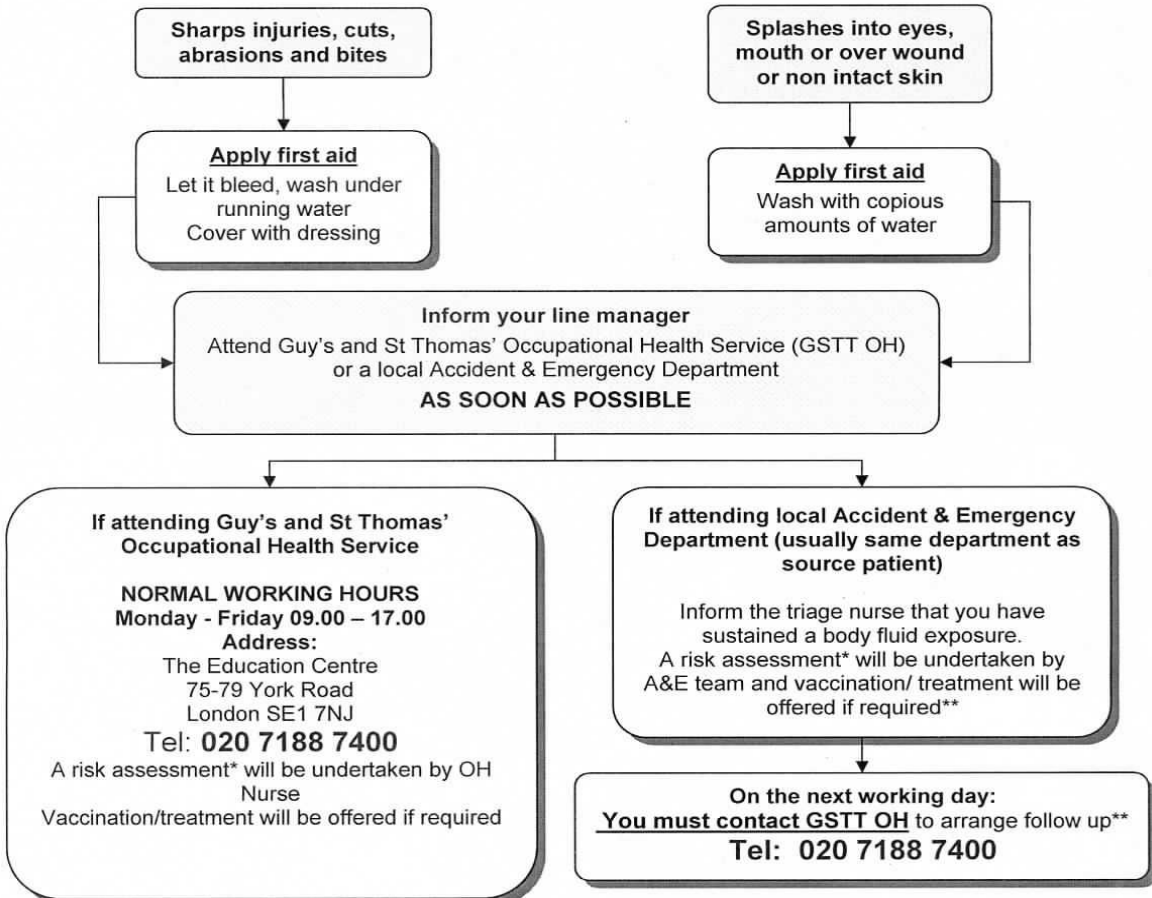 Sharps injuries, cuts,
abrasions and bites
Splashes into eyes,
mouth or over wound
or non intact skin
Apply first aid
Let it bleed, wash under
running water
Cover with dressing
Apply first aid
Wash with copious
amounts of water
Inform your line manager
Attend Guy's and St Thomas' Occupational Health Service (GSTT OH)
or a local Accident & Emergency Department
AS SOON AS POSSIBLE
If attending Guy's and St Thomas'
Occupational Health Service
NORMAL WORKING HOURS
Monday - Friday 09.00 – 17.00
Address:
The Education Centre
75-79 York Road
London SE1 7NJ
Tel: 020 7188 7400
A risk assessment* will be undertaken by OH
Nurse
Vaccination/treatment will be offered if required
If attending local Accident & Emergency
Department (usually same department as
source patient)
Inform the triage nurse that you have
sustained a body fluid exposure.
A risk assessment* will be undertaken by
A&E team and vaccination/ treatment will be
offered if required**
On the next working day:
You must contact GSTT OH to arrange follow up**
Tel: 020 7188 7400